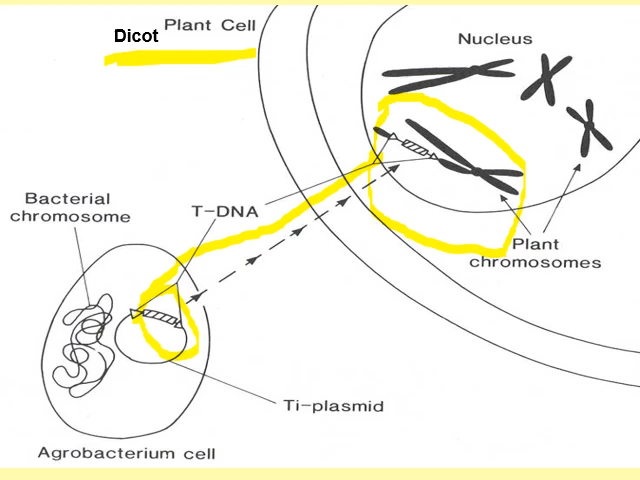 Dicot Plant Cell
Nucleus
Bacterial
chromosome
T-DNA
Plant
chromosomes
Ti-plasmid
Agrobacterium cell